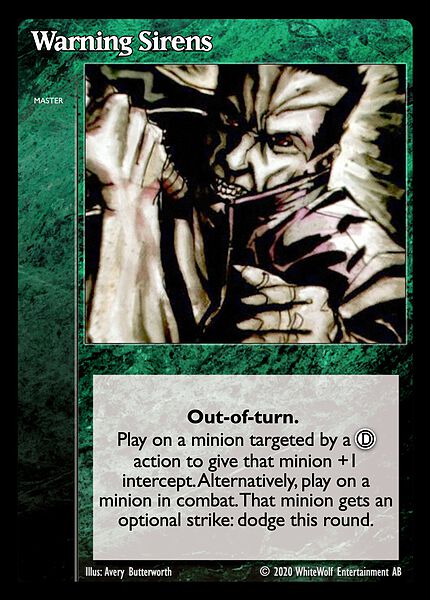 Warning Sirens
MASTER
Out-of-turn.
Play on a minion targeted by a Ⓓ
action to give that minion +1
intercept. Alternatively, play on a
minion in combat. That minion gets an
optional strike: dodge this round.
Illus: Avery Butterworth © 2020 WhiteWolf Entertainment AB